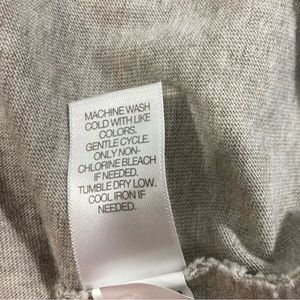 MACHINE WASH
COLD WITH LIKE
COLORS.
GENTLE CYCLE.
ONLY NON-
CHLORINE BLEACH
IF NEEDED.
TUMBLE DRY LOW.
COOL IRON IF
NEEDED.